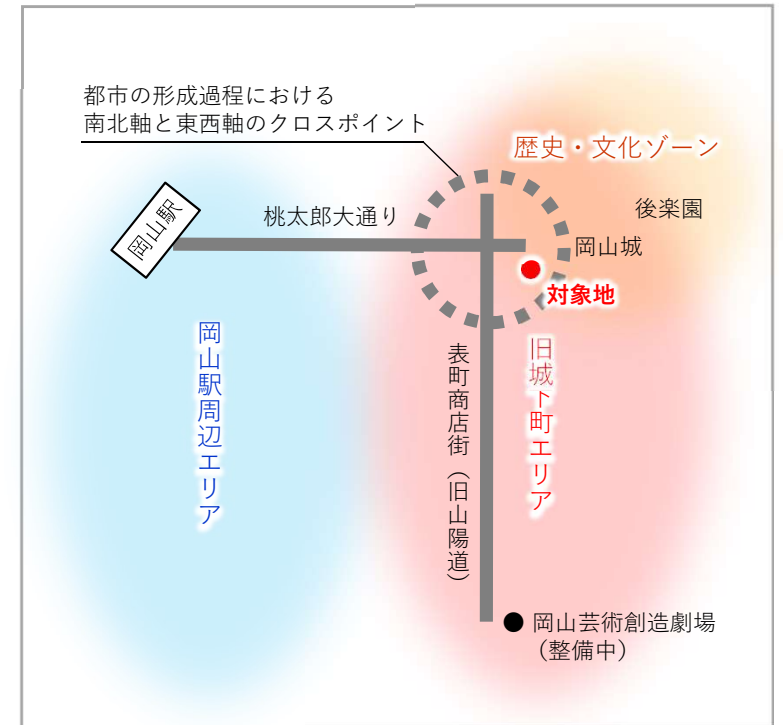 都市の形成過程における
南北軸と東西軸のクロスポイント
歴史・文化ゾーン
岡山駅
桃太郎大通り
後楽園
岡山城
対象地
岡山駅周辺エリア
表町商店街（旧山陽道）
旧城下町エリア
岡山芸術創造劇場
（整備中）